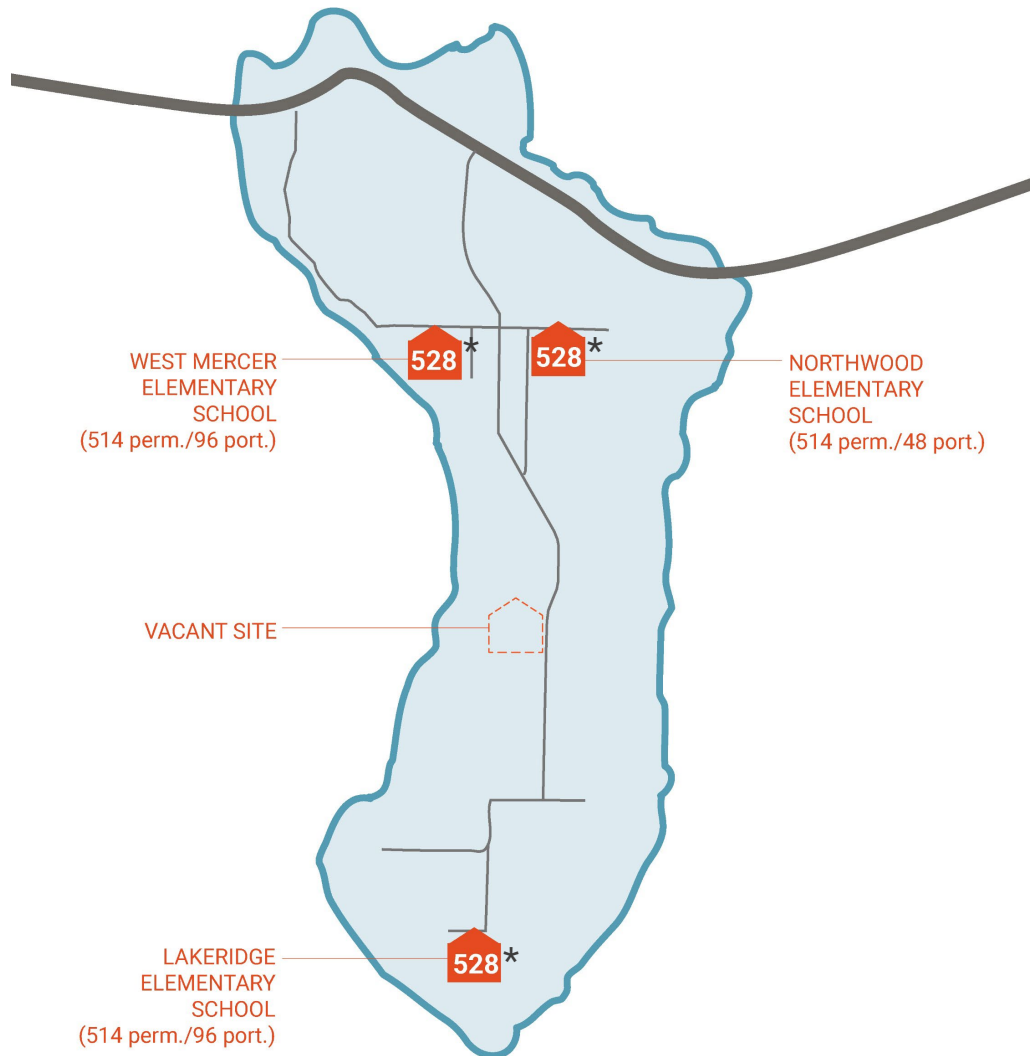 528*
528*
WEST MERCER
ELEMENTARY
SCHOOL
(514 perm./96 port.)
NORTHWOOD
ELEMENTARY
SCHOOL
(514 perm./48 port.)
VACANT SITE
528*
LAKERIDGE
ELEMENTARY
SCHOOL
(514 perm./96 port.)